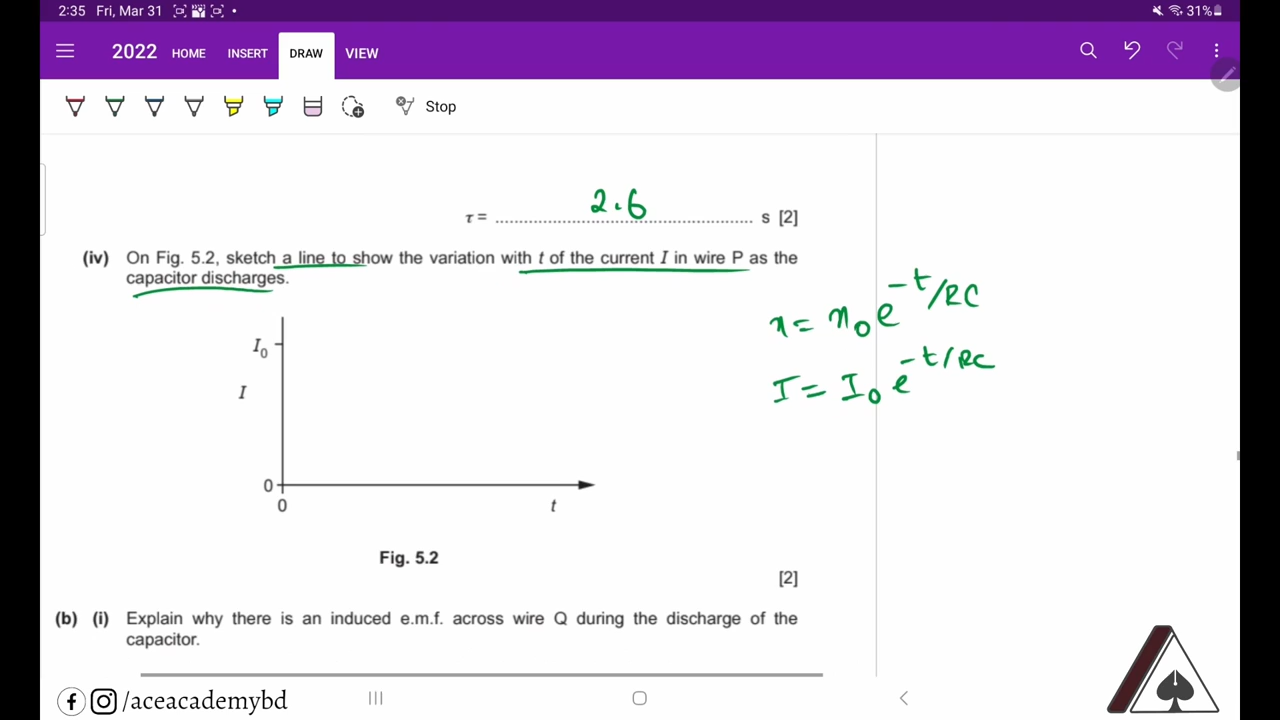 2:35 Fri, Mar 31 31%
2022 HOME INSERT DRAW VIEW
Stop
2.6
τ = ........................................................ s [2]
(iv) On Fig. 5.2, sketch a line to show the variation with t of the current I in wire P as the
capacitor discharges.
x = x₀e^-t/RC
I₀
I = I₀e^-t/RC
I
0
0
t
Fig. 5.2
[2]
(b) (i) Explain why there is an induced e.m.f. across wire Q during the discharge of the
capacitor.
/aceacademybd